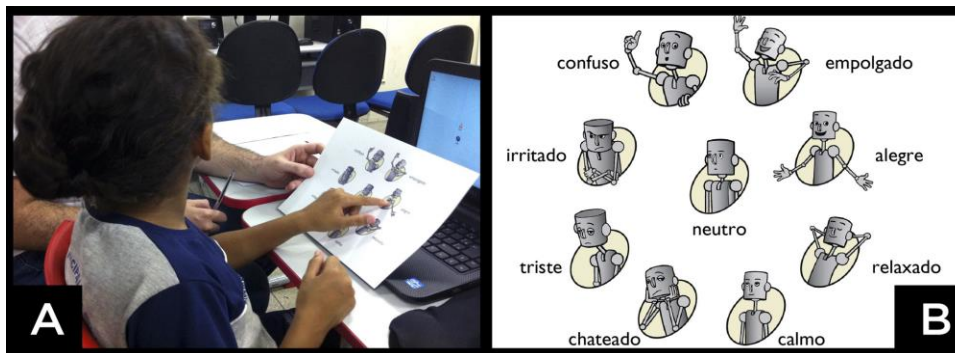 A
B
confuso
empolgado
irritado
alegre
neutro
triste
relaxado
chateado
calmo